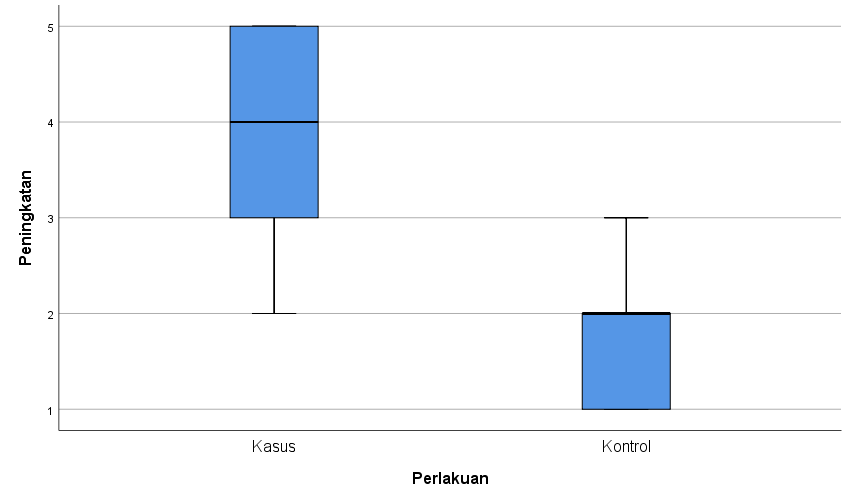 5
4
3
2
1
Peningkatan
Kasus
Kontrol
Perlakuan